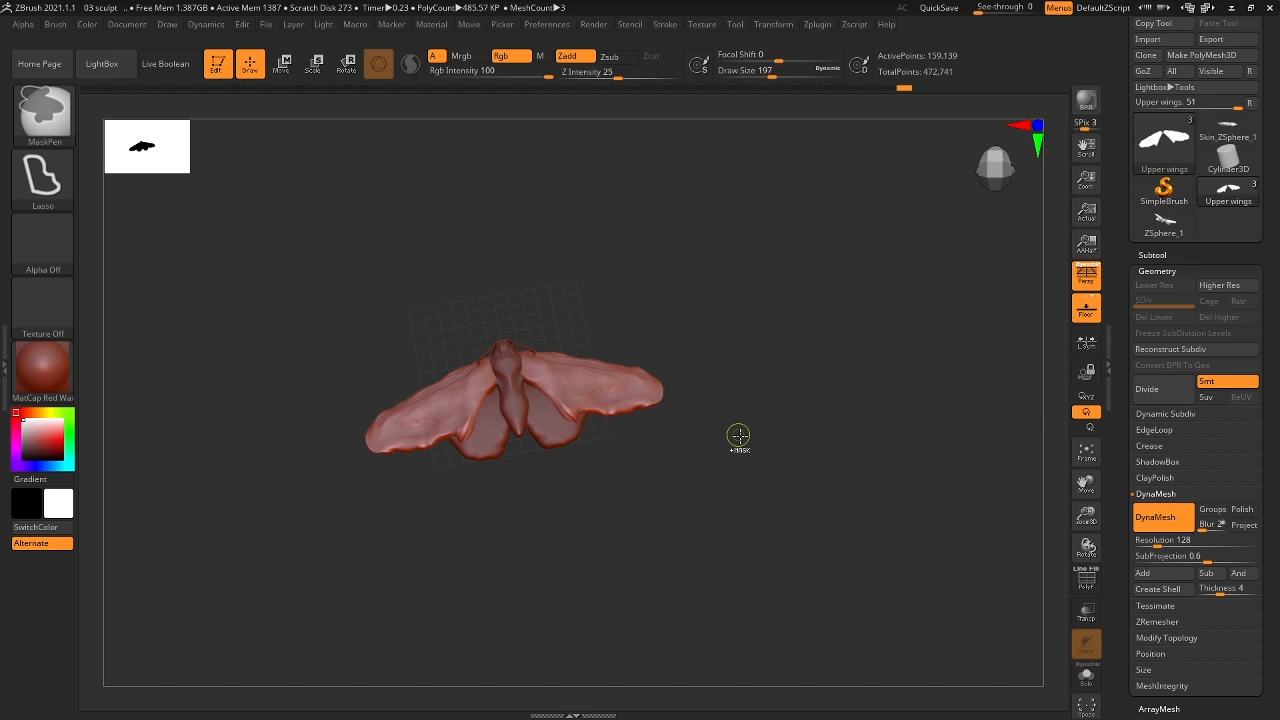 ZBrush 2021.1.1 03 sculpt .. • Free Mem 1.387GB • Active Mem 1387 • Scratch Disk 273 • Timer▶0.23 • PolyCount▶485.57 KP • MeshCount▶3 AC QuickSave See-through 0 Menus DefaultZScript
Alpha Brush Color Document Draw Dynamics Edit File Layer Light Macro Marker Material Movie Picker Preferences Render Stencil Stroke Texture Tool Transform Zplugin Zscript Help
Home Page LightBox Live Boolean Edit Draw Move Scale Rotate
A Mrgb Rgb M Zadd Zsub Zcut
Rgb Intensity 100 Z Intensity 25
S Focal Shift 0
Draw Size 197 Dynamic
D ActivePoints: 159,139
TotalPoints: 472,741
MaskPen
Lasso
Alpha Off
Texture Off
MatCap Red Wa
Gradient
SwitchColor
Alternate
+MASK
BPR
SPix 3
Scroll
Zoom
Actual
AAHalf
Dynamic
Persp
Floor
L.Sym
XYZ
Frame
Move
Zoom3D
Rotate
Line Fill
PolyF
Transp
Ghost
Dynamic
Solo
Xpose
Copy Tool Paste Tool
Import Export
Clone Make PolyMesh3D
GoZ All Visible R
Lightbox▶Tools
Upper wings. 51 R
3 Skin_ZSphere_1
Upper wings Cylinder3D
3
SimpleBrush Upper wings
ZSphere_1
Subtool
Geometry
Lower Res Higher Res
SDiv Cage Rstr
Del Lower Del Higher
Freeze SubDivision Levels
Reconstruct Subdiv
Convert BPR To Geo
Divide Smt
Suv ReUV
Dynamic Subdiv
EdgeLoop
Crease
ShadowBox
ClayPolish
DynaMesh
DynaMesh Groups Polish
Blur 2 Project
Resolution 128
SubProjection 0.6
Add Sub And
Create Shell Thickness 4
Tessimate
ZRemesher
Modify Topology
Position
Size
MeshIntegrity
ArrayMesh